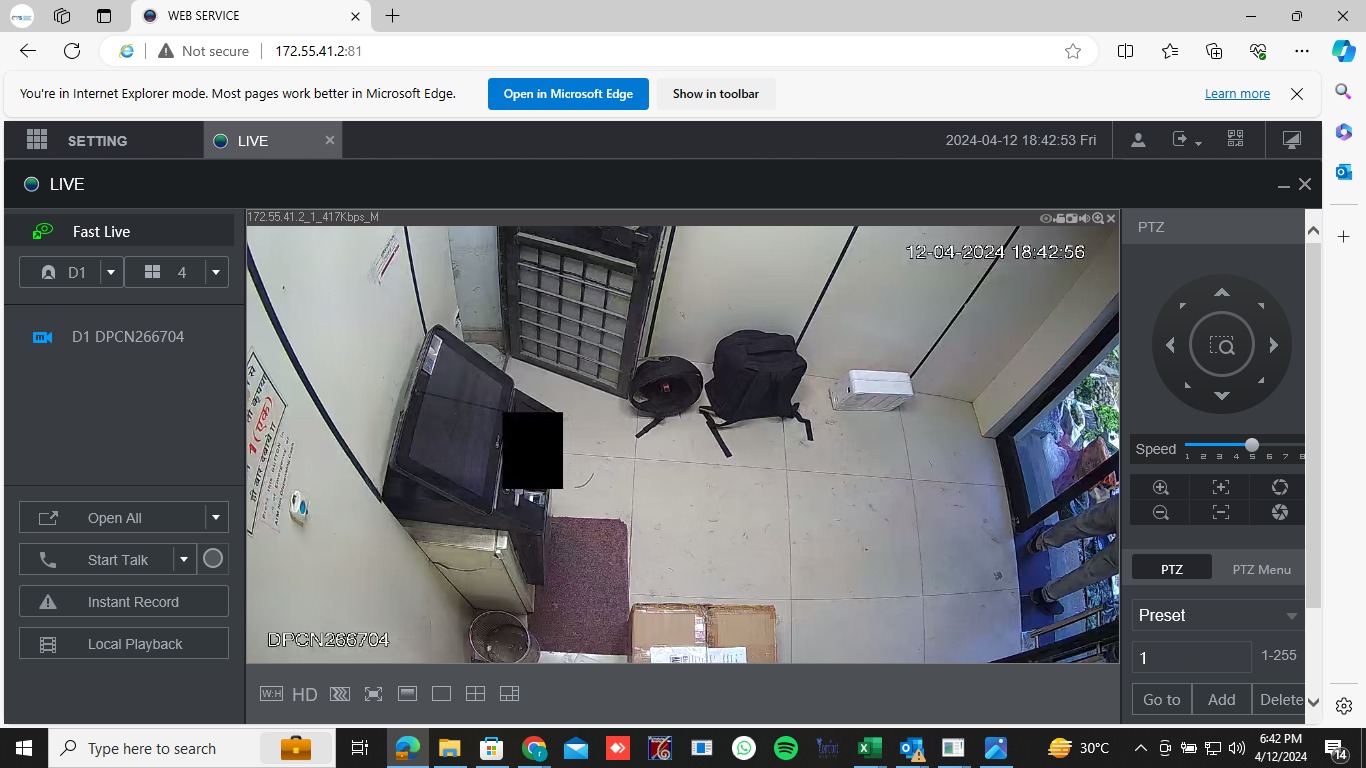 WEB SERVICE
Not secure
172.55.41.2:81
You're in Internet Explorer mode. Most pages work better in Microsoft Edge.
Open in Microsoft Edge
Show in toolbar
Learn more
SETTING
LIVE
2024-04-12 18:42:53 Fri
LIVE
Fast Live
172.55.41.2_1_417Kbps_M
PTZ
12-04-2024 18:42:56
D1
4
D1 DPCN266704
1 (एक)
Speed
1 2 3 4 5 6 7 8
Open All
Start Talk
PTZ
PTZ Menu
Instant Record
Preset
Local Playback
DPCN266704
1
1-255
W:H
HD
Go to
Add
Delete
Type here to search
30°C
6:42 PM
4/12/2024
14